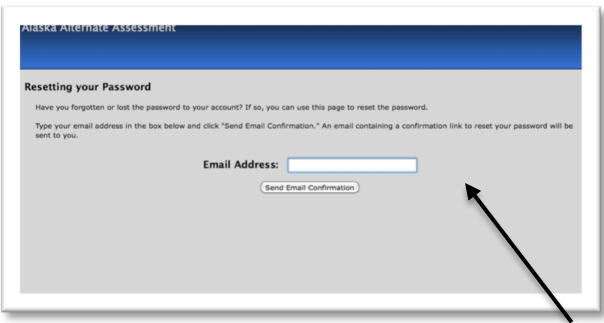 Alaska Alternate Assessment
Resetting your Password
Have you forgotten or lost the password to your account? If so, you can use this page to reset the password.
Type your email address in the box below and click "Send Email Confirmation." An email containing a confirmation link to reset your password will be
sent to you.
Email Address:
Send Email Confirmation